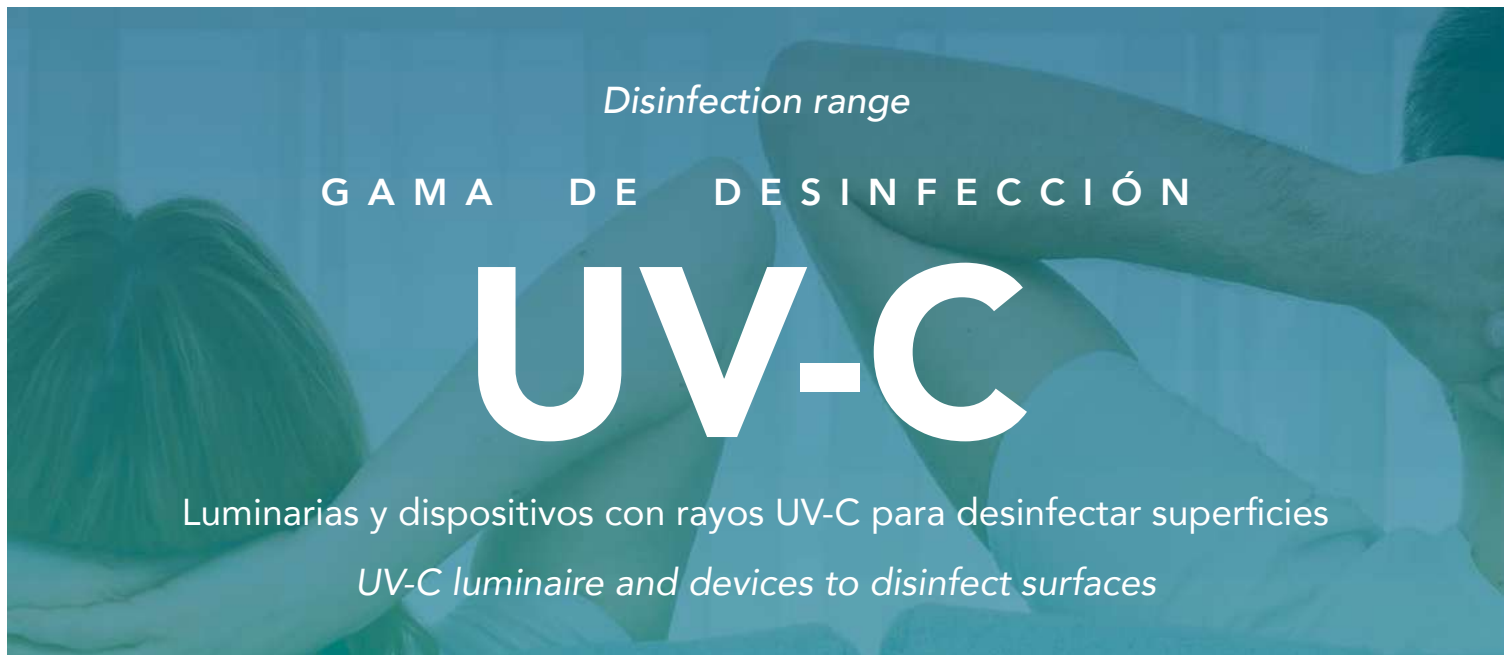 Disinfection range
GAMA DE DESINFECCIÓN
UV-C
Luminarias y dispositivos con rayos UV-C para desinfectar superficies
UV-C luminaire and devices to disinfect surfaces